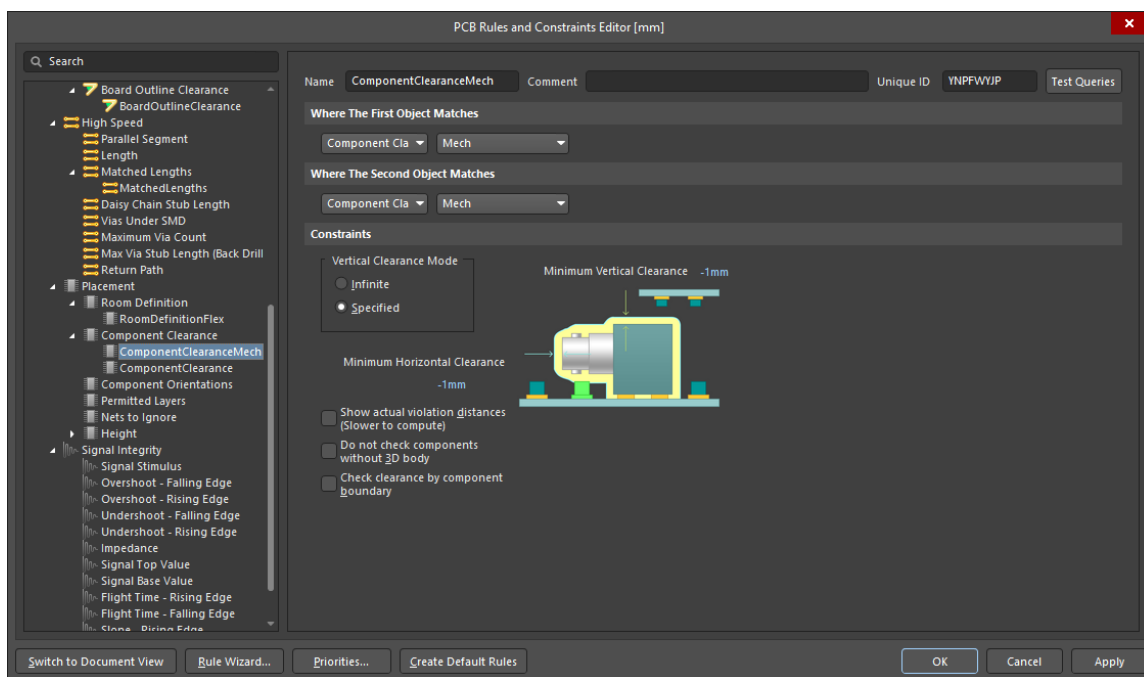 PCB Rules and Constraints Editor [mm]
Search
Board Outline Clearance
BoardOutlineClearance
High Speed
Parallel Segment
Length
Matched Lengths
MatchedLengths
Daisy Chain Stub Length
Vias Under SMD
Maximum Via Count
Max Via Stub Length (Back Drill
Return Path
Placement
Room Definition
RoomDefinitionFlex
Component Clearance
ComponentClearanceMech
ComponentClearance
Component Orientations
Permitted Layers
Nets to Ignore
Height
Signal Integrity
Signal Stimulus
Overshoot - Falling Edge
Overshoot - Rising Edge
Undershoot - Falling Edge
Undershoot - Rising Edge
Impedance
Signal Top Value
Signal Base Value
Flight Time - Rising Edge
Flight Time - Falling Edge
Slope - Rising Edge
Name ComponentClearanceMech Comment Unique ID YNPFWYJP Test Queries
Where The First Object Matches
Component Cla Mech
Where The Second Object Matches
Component Cla Mech
Constraints
Vertical Clearance Mode
Infinite
Specified
Minimum Vertical Clearance -1mm
Minimum Horizontal Clearance
-1mm
Show actual violation distances
(Slower to compute)
Do not check components
without 3D body
Check clearance by component
boundary
Switch to Document View Rule Wizard... Priorities... Create Default Rules OK Cancel Apply